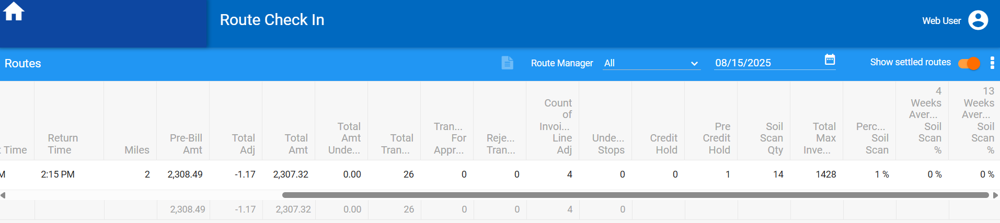 Route Check In
Web User
Routes
Route Manager All 08/15/2025 Show settled routes
Time
Return Time
Miles
Pre-Bill Amt
Total Adj
Total Amt
Total Amt Unde...
Total Tran...
Tran... For Appr...
Reje... Tran...
Count of Invoi... Line Adj
Unde... Stops
Credit Hold
Pre Credit Hold
Soil Scan Qty
Total Max Inve...
Perc... Soil Scan
4 Weeks Aver... Soil Scan %
13 Weeks Aver... Soil Scan %
M 2:15 PM 2 2,308.49 -1.17 2,307.32 0.00 26 0 0 4 0 0 1 14 1428 1 % 0 % 0 %
2,308.49 -1.17 2,307.32 0.00 26 0 0 4 0